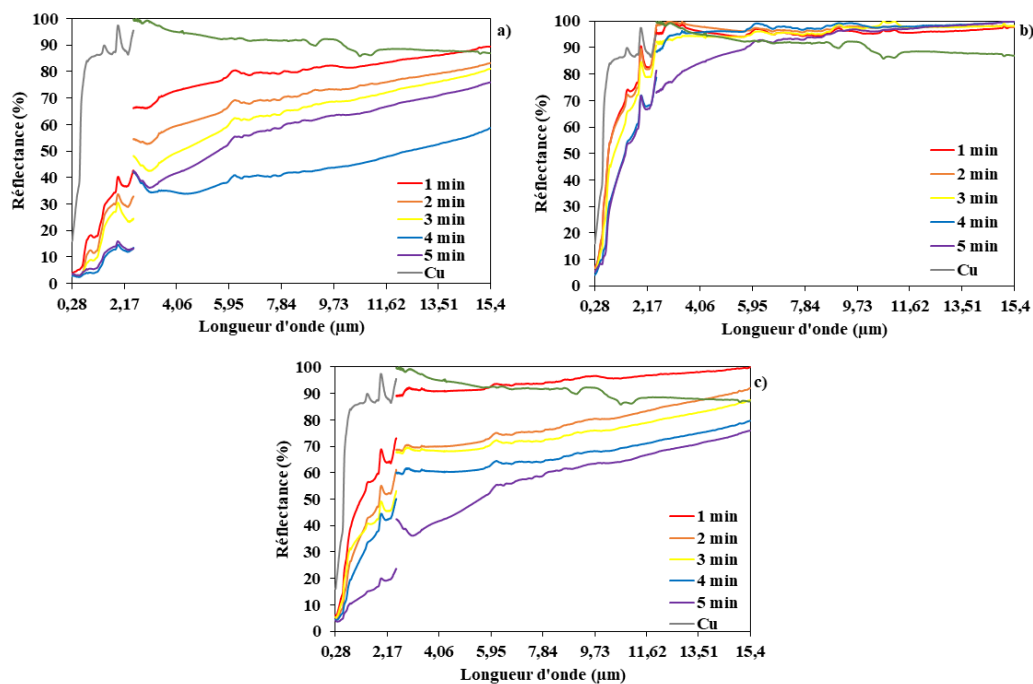 a)
Réflectance (%)
100
90
80
70
60
50
40
30
20
10
0
1 min
2 min
3 min
4 min
5 min
Cu
0,28 2,17 4,06 5,95 7,84 9,73 11,62 13,51 15,4
Longueur d'onde (µm)
b)
Réflectance (%)
100
90
80
70
60
50
40
30
20
10
0
1 min
2 min
3 min
4 min
5 min
Cu
0,28 2,17 4,06 5,95 7,84 9,73 11,62 13,51 15,4
Longueur d'onde (µm)
c)
Réflectance (%)
100
90
80
70
60
50
40
30
20
10
0
1 min
2 min
3 min
4 min
5 min
Cu
0,28 2,17 4,06 5,95 7,84 9,73 11,62 13,51 15,4
Longueur d'onde (µm)